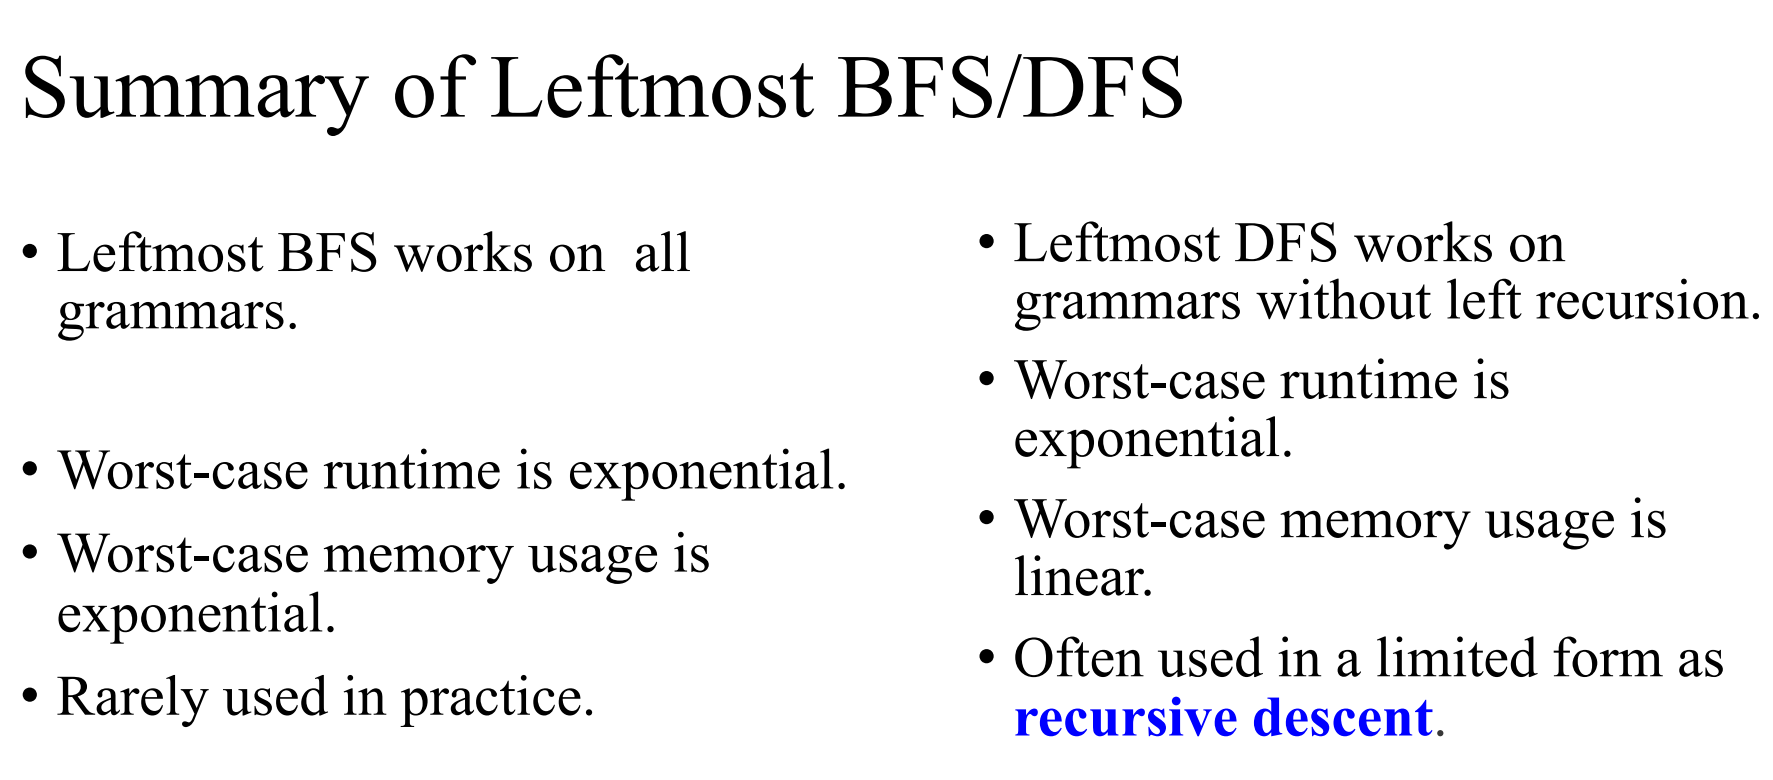 Summary of Leftmost BFS/DFS
• Leftmost BFS works on all
grammars.
• Worst-case runtime is exponential.
• Worst-case memory usage is
exponential.
• Rarely used in practice.
• Leftmost DFS works on
grammars without left recursion.
• Worst-case runtime is
exponential.
• Worst-case memory usage is
linear.
• Often used in a limited form as
recursive descent.